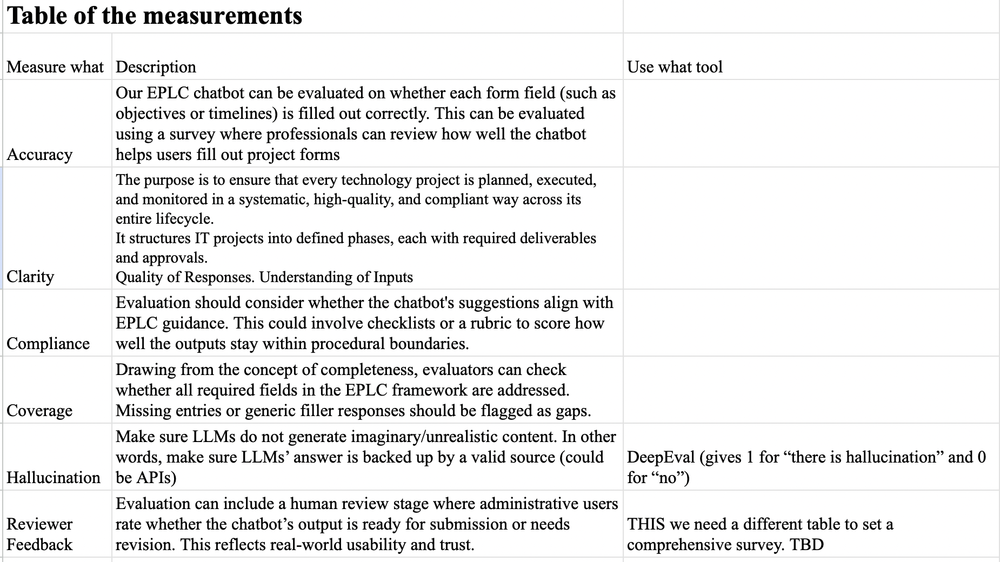 Table of the measurements
Measure what Description Use what tool
Our EPLC chatbot can be evaluated on whether each form field (such as
objectives or timelines) is filled out correctly. This can be evaluated
using a survey where professionals can review how well the chatbot
Accuracy helps users fill out project forms
The purpose is to ensure that every technology project is planned, executed,
and monitored in a systematic, high-quality, and compliant way across its
entire lifecycle.
It structures IT projects into defined phases, each with required deliverables
and approvals.
Clarity Quality of Responses. Understanding of Inputs
Evaluation should consider whether the chatbot's suggestions align with
EPLC guidance. This could involve checklists or a rubric to score how
Compliance well the outputs stay within procedural boundaries.
Drawing from the concept of completeness, evaluators can check
whether all required fields in the EPLC framework are addressed.
Coverage Missing entries or generic filler responses should be flagged as gaps.
Make sure LLMs do not generate imaginary/unrealistic content. In other
words, make sure LLMs’ answer is backed up by a valid source (could DeepEval (gives 1 for “there is hallucination” and 0
Hallucination be APIs) for “no”)
Evaluation can include a human review stage where administrative users
Reviewer rate whether the chatbot’s output is ready for submission or needs THIS we need a different table to set a
Feedback revision. This reflects real-world usability and trust. comprehensive survey. TBD